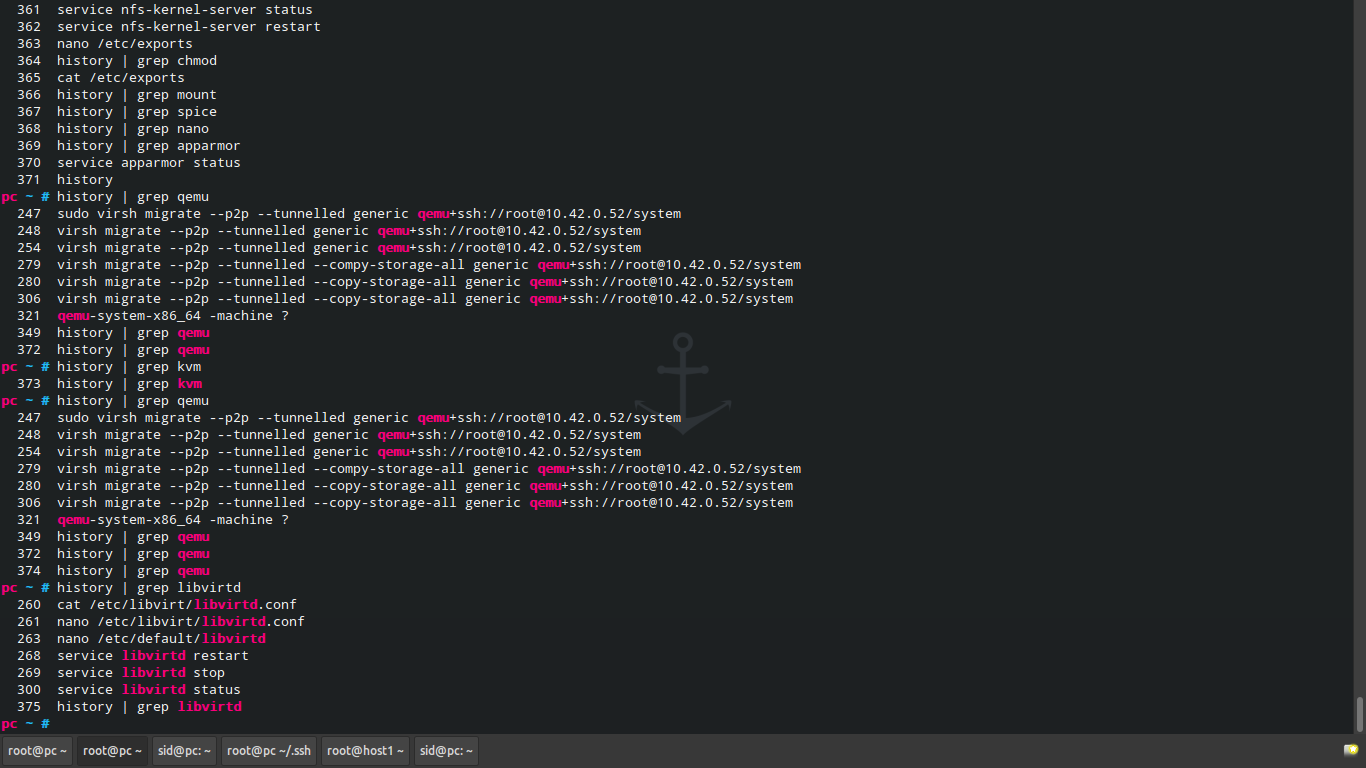 361  service nfs-kernel-server status
362  service nfs-kernel-server restart
363  nano /etc/exports
364  history | grep chmod
365  cat /etc/exports
366  history | grep mount
367  history | grep spice
368  history | grep nano
369  history | grep apparmor
370  service apparmor status
371  history
pc ~ # history | grep qemu
247  sudo virsh migrate --p2p --tunnelled generic qemu+ssh://root@10.42.0.52/system
248  virsh migrate --p2p --tunnelled generic qemu+ssh://root@10.42.0.52/system
254  virsh migrate --p2p --tunnelled generic qemu+ssh://root@10.42.0.52/system
279  virsh migrate --p2p --tunnelled --compy-storage-all generic qemu+ssh://root@10.42.0.52/system
280  virsh migrate --p2p --tunnelled --copy-storage-all generic qemu+ssh://root@10.42.0.52/system
306  virsh migrate --p2p --tunnelled --copy-storage-all generic qemu+ssh://root@10.42.0.52/system
321  qemu-system-x86_64 -machine ?
349  history | grep qemu
372  history | grep qemu
pc ~ # history | grep kvm
373  history | grep kvm
pc ~ # history | grep qemu
247  sudo virsh migrate --p2p --tunnelled generic qemu+ssh://root@10.42.0.52/system
248  virsh migrate --p2p --tunnelled generic qemu+ssh://root@10.42.0.52/system
254  virsh migrate --p2p --tunnelled generic qemu+ssh://root@10.42.0.52/system
279  virsh migrate --p2p --tunnelled --compy-storage-all generic qemu+ssh://root@10.42.0.52/system
280  virsh migrate --p2p --tunnelled --copy-storage-all generic qemu+ssh://root@10.42.0.52/system
306  virsh migrate --p2p --tunnelled --copy-storage-all generic qemu+ssh://root@10.42.0.52/system
321  qemu-system-x86_64 -machine ?
349  history | grep qemu
372  history | grep qemu
374  history | grep qemu
pc ~ # history | grep libvirtd
260  cat /etc/libvirt/libvirtd.conf
261  nano /etc/libvirt/libvirtd.conf
263  nano /etc/default/libvirtd
268  service libvirtd restart
269  service libvirtd stop
300  service libvirtd status
375  history | grep libvirtd
pc ~ #
root@pc ~  root@pc ~  sid@pc: ~  root@pc ~/.ssh  root@host1 ~  sid@pc: ~